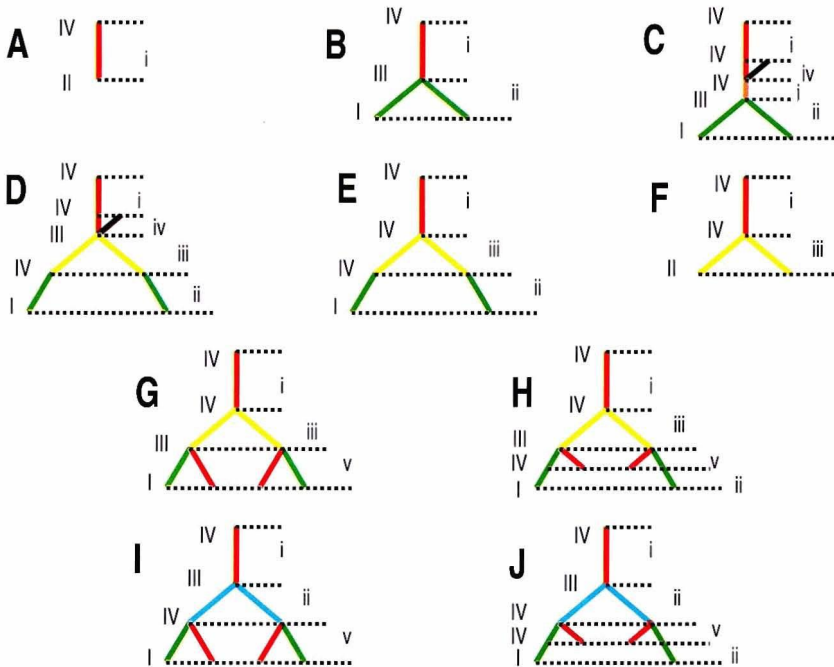 A IV i II
B IV i III ii I
C IV i IV iv IV i III ii I
D IV i IV iv III iii IV ii I
E IV i IV iii IV ii I
F IV i IV iii II
G IV i IV iii III v I
H IV i IV iii III v IV ii I
I IV i III ii IV v I
J IV i III ii IV v IV ii I